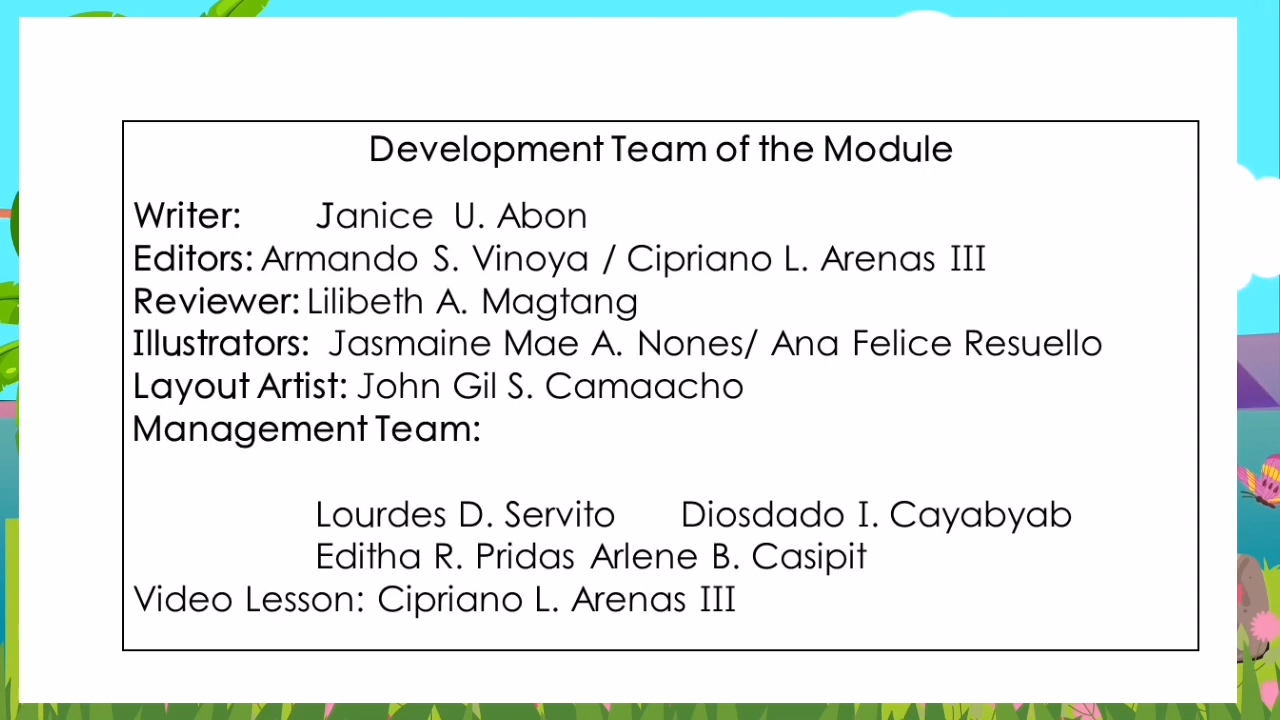 Development Team of the Module
Writer: Janice U. Abon
Editors: Armando S. Vinoya / Cipriano L. Arenas III
Reviewer: Lilibeth A. Magtang
Illustrators: Jasmaine Mae A. Nones/ Ana Felice Resuello
Layout Artist: John Gil S. Camaacho
Management Team:
Lourdes D. Servito Diosdado I. Cayabyab
Editha R. Pridas Arlene B. Casipit
Video Lesson: Cipriano L. Arenas III